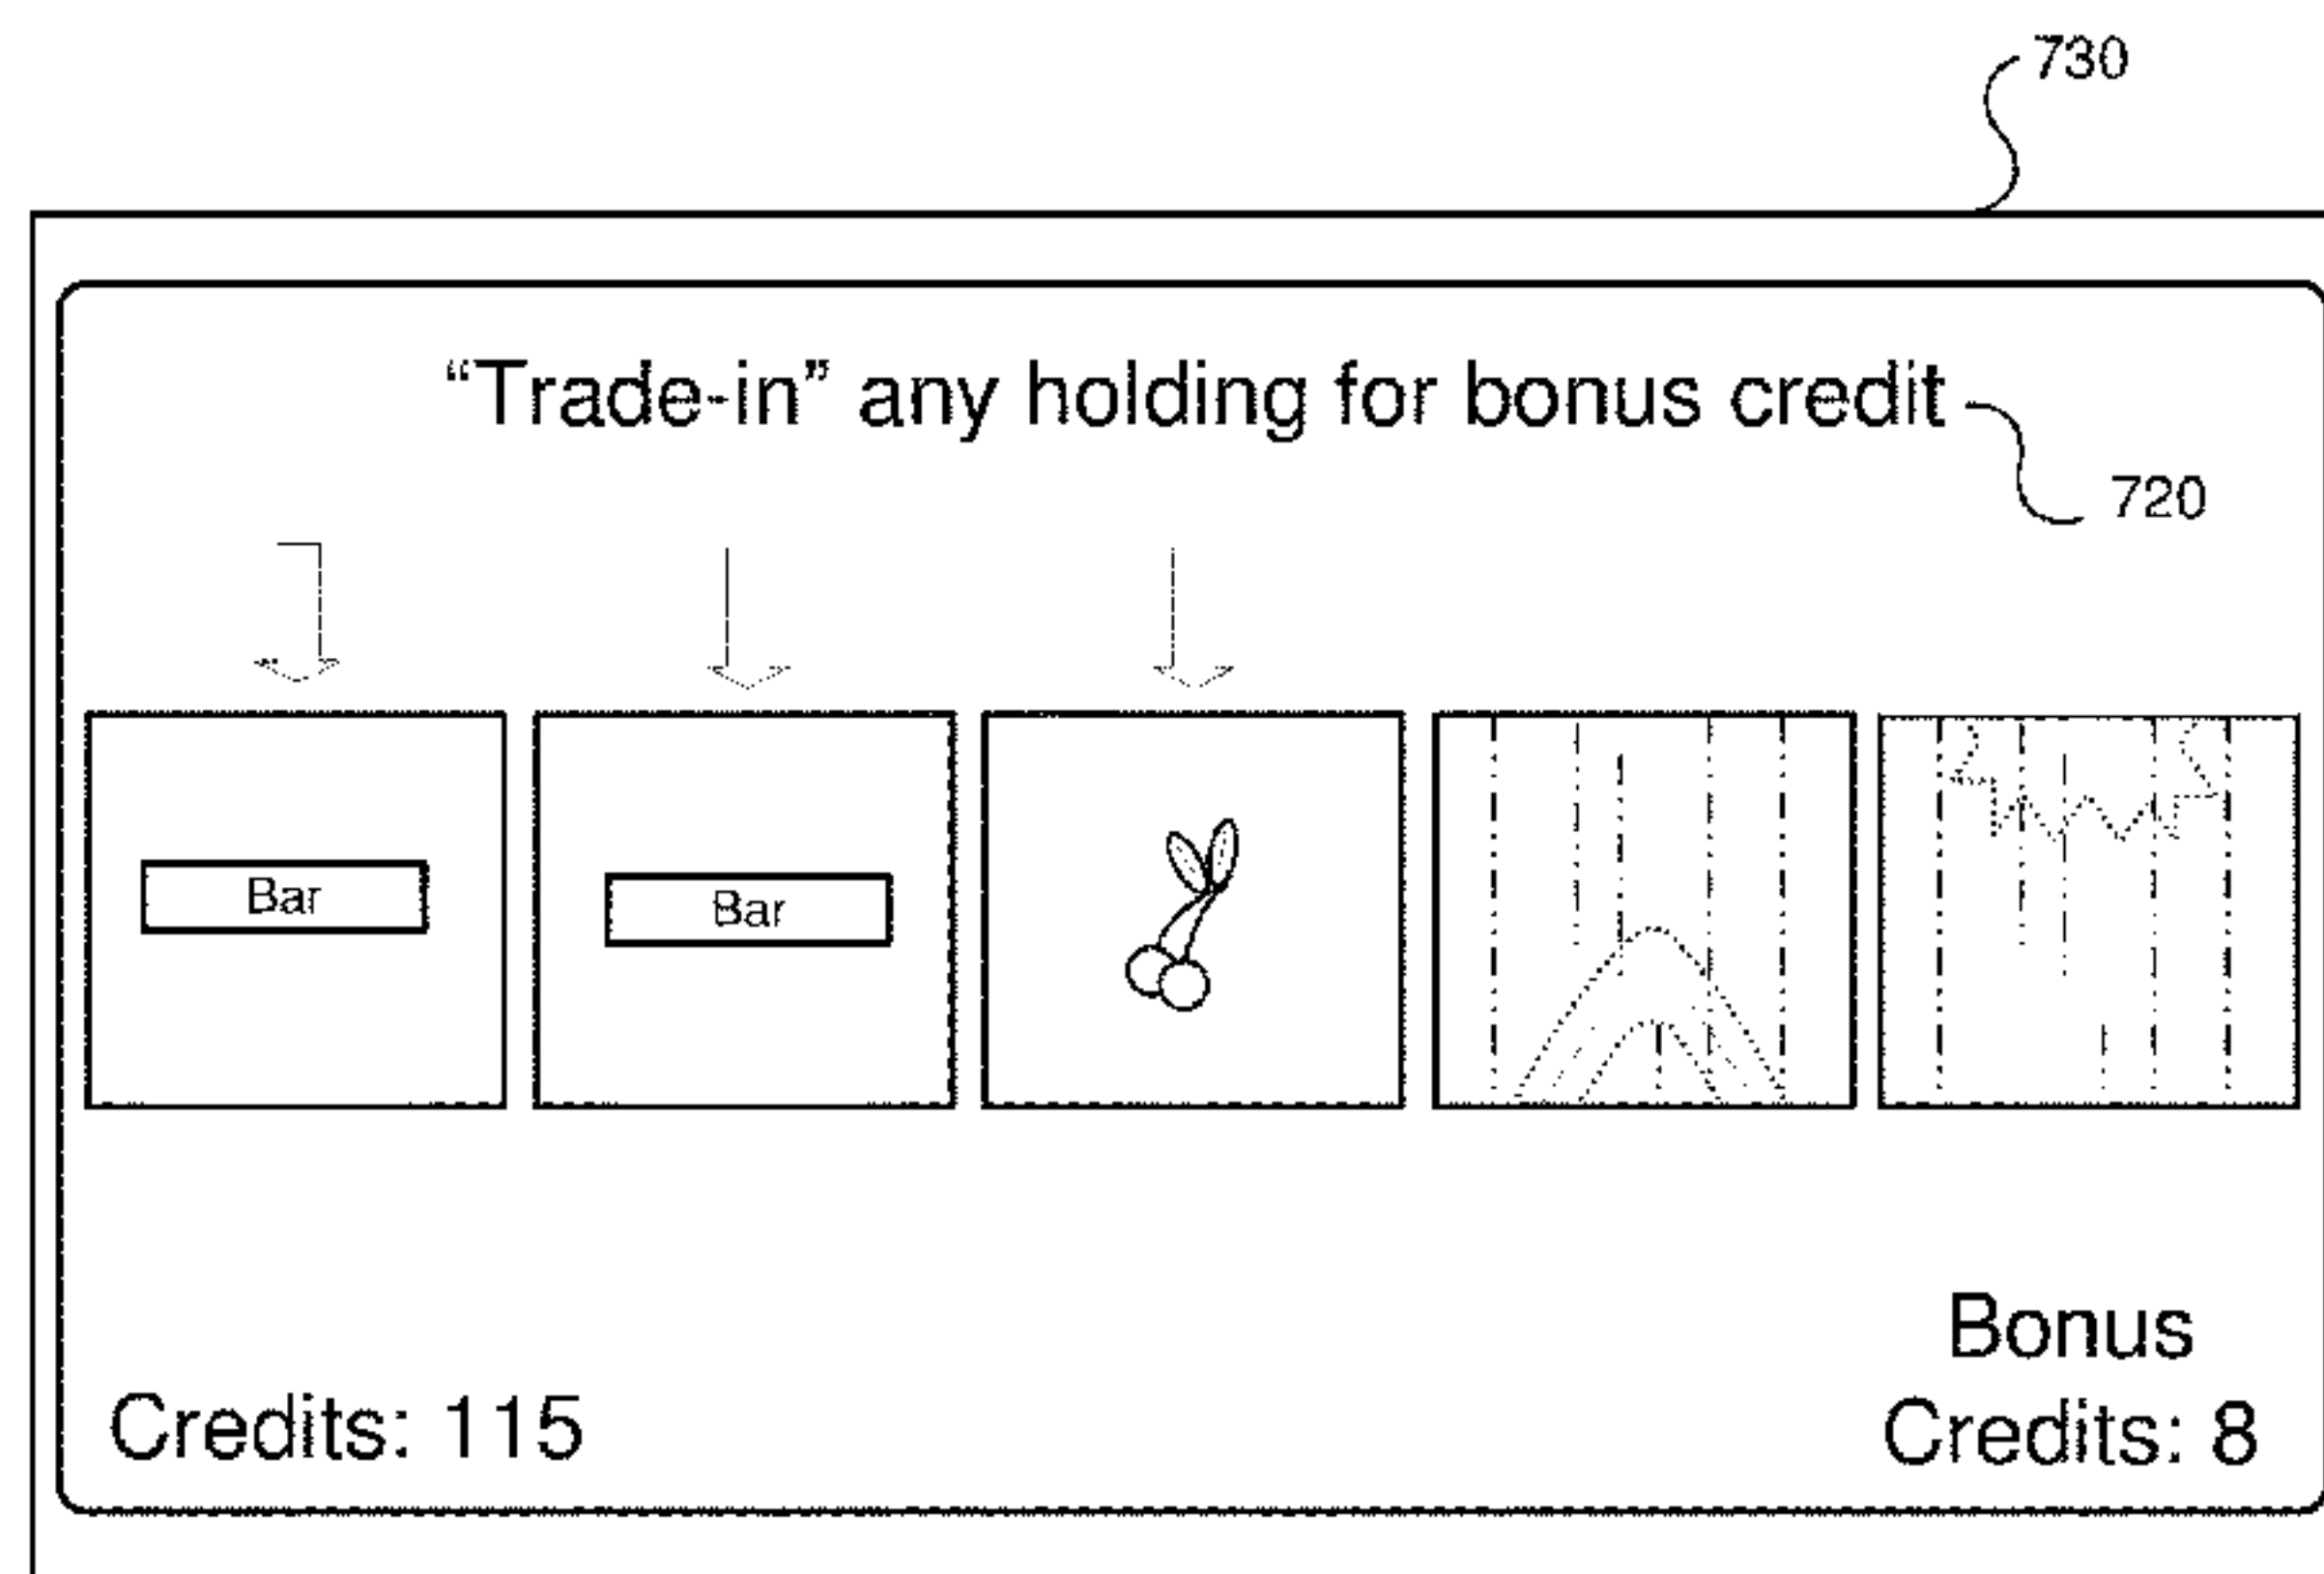 730
“Trade-in” any holding for bonus credit
720
Bar
Bar
Bonus
Credits: 115
Credits: 8